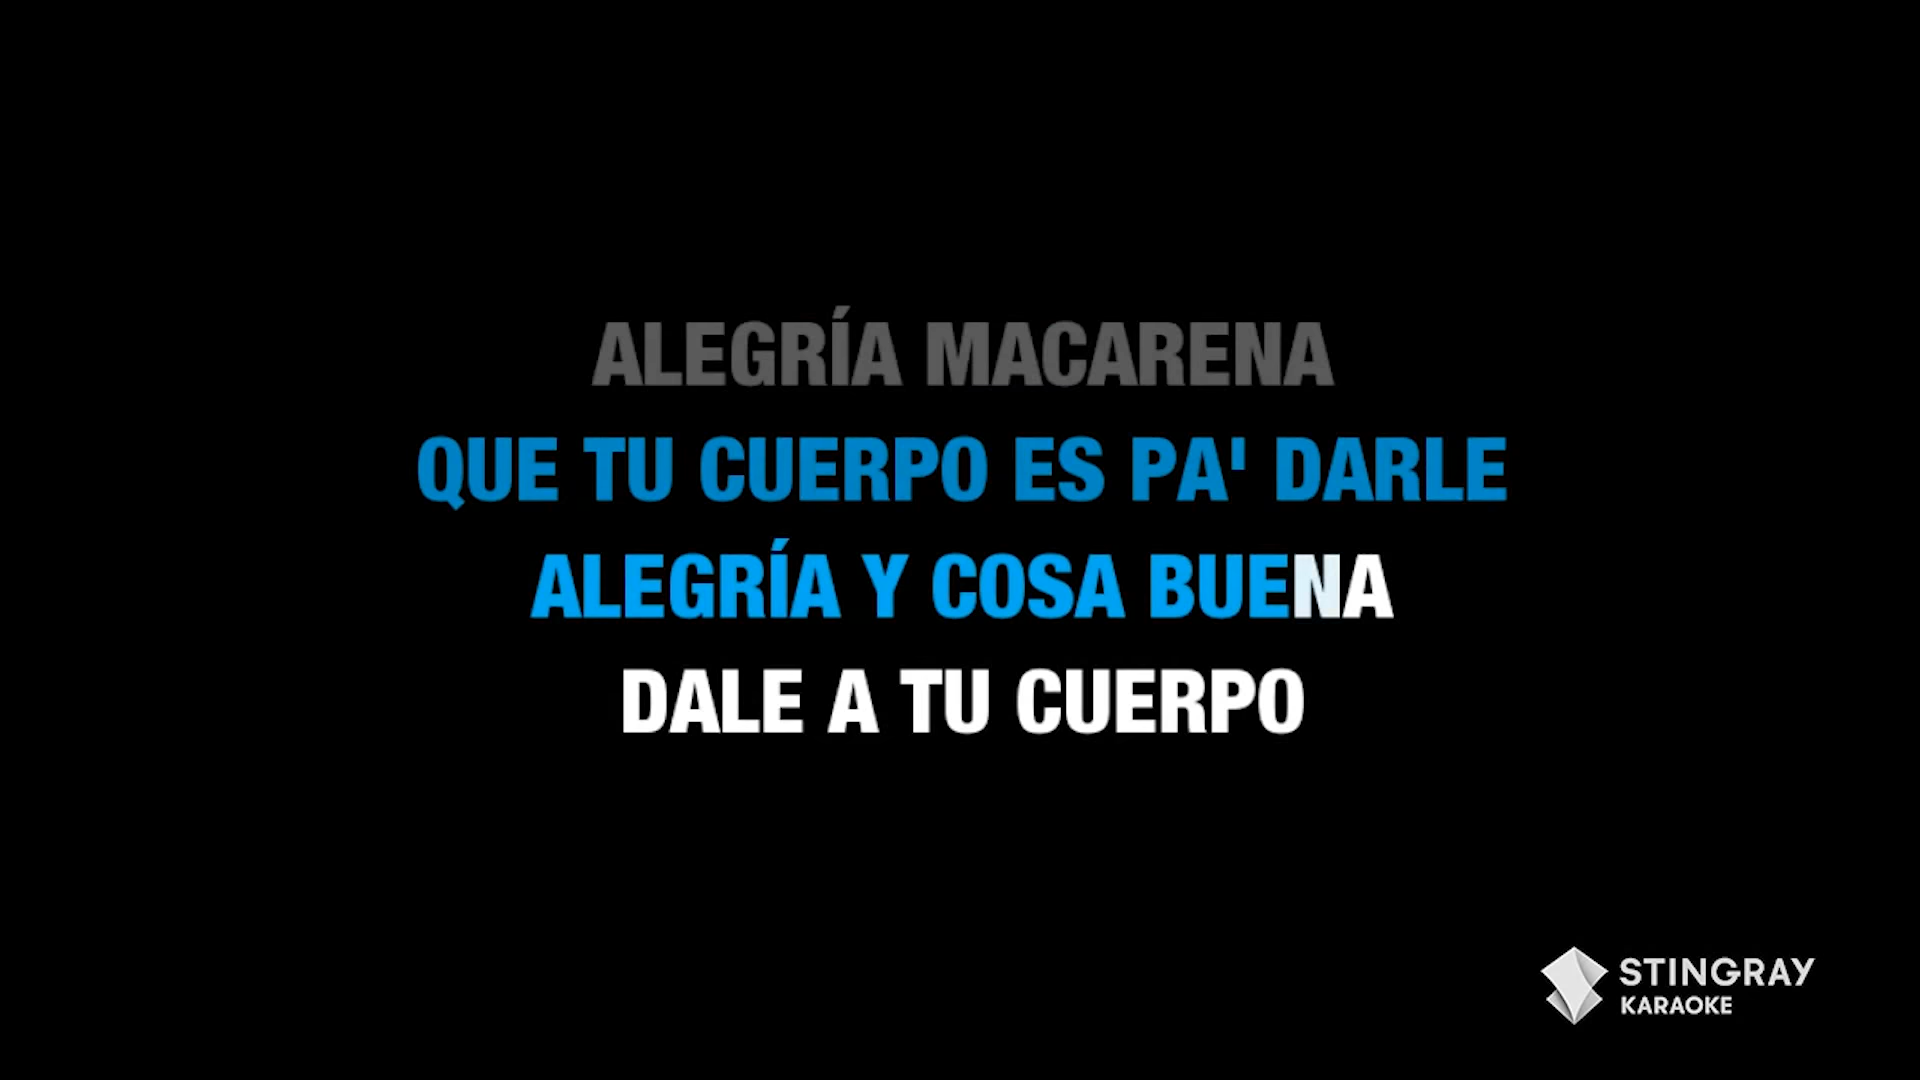 ALEGRÍA MACARENA
QUE TU CUERPO ES PA' DARLE
ALEGRÍA Y COSA BUENA
DALE A TU CUERPO
STINGRAY
KARAOKE